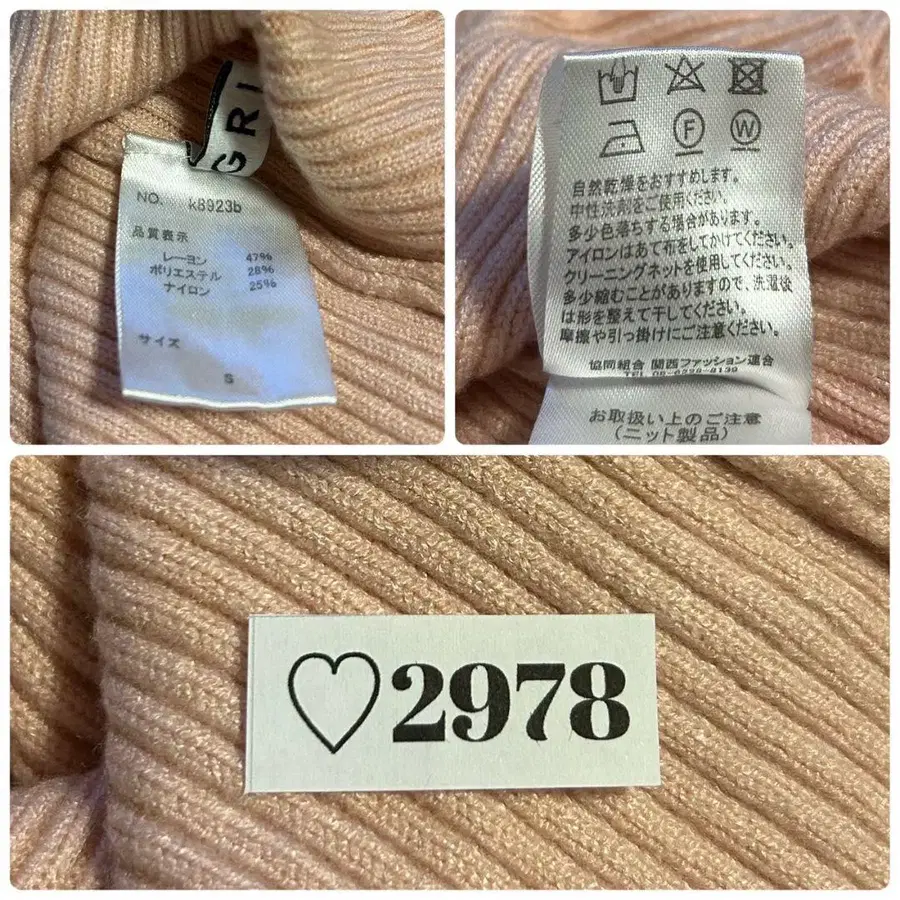 GRI
NO. k8923b
品質表示
レーヨン 47%
ポリエステル 28%
ナイロン 25%
サイズ
S
F
W
自然乾燥をおすすめします。
中性洗剤をご使用ください。
多少色落ちする場合があります。
アイロンはあて布をしてかけてください。
クリーニングネットを使用してください。
多少縮むことがありますので、洗濯後
は形を整えて干してください。
摩擦や引っ掛けにご注意ください。
協同組合 関西ファッション連合
TEL 06-6228-8139
お取扱い上のご注意
(ニット製品)
♡2978